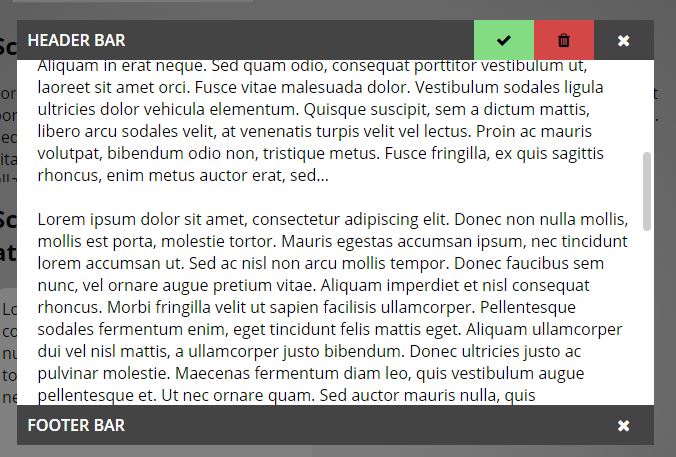 HEADER BAR
Aliquam in erat neque. Sed quam odio, consequat porttitor vestibulum ut,
laoreet sit amet orci. Fusce vitae malesuada dolor. Vestibulum sodales ligula
ultricies dolor vehicula elementum. Quisque suscipit, sem a dictum mattis,
libero arcu sodales velit, at venenatis turpis velit vel lectus. Proin ac mauris
volutpat, bibendum odio non, tristique metus. Fusce fringilla, ex quis sagittis
rhoncus, enim metus auctor erat, sed...
Lorem ipsum dolor sit amet, consectetur adipiscing elit. Donec non nulla mollis,
mollis est porta, molestie tortor. Mauris egestas accumsan ipsum, nec tincidunt
lorem accumsan ut. Sed ac nisl non arcu mollis tempor. Donec faucibus sem
nunc, vel ornare augue pretium vitae. Aliquam imperdiet et nisl consequat
rhoncus. Morbi fringilla velit ut sapien facilisis ullamcorper. Pellentesque
sodales fermentum enim, eget tincidunt felis mattis eget. Aliquam ullamcorper
dui vel nisl mattis, a ullamcorper justo bibendum. Donec ultricies justo ac
pulvinar molestie. Maecenas fermentum diam leo, quis vestibulum augue
pellentesque et. Ut nec ornare quam. Sed auctor mauris nulla, quis
FOOTER BAR